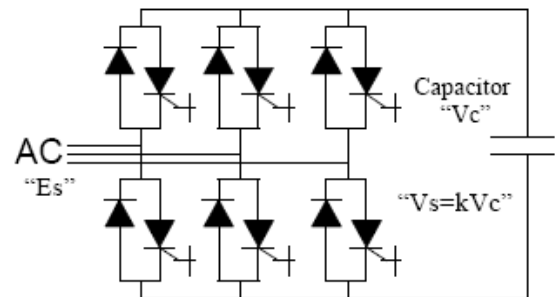 Capacitor
“Vc”
AC
“Es”
“Vs=kVc”